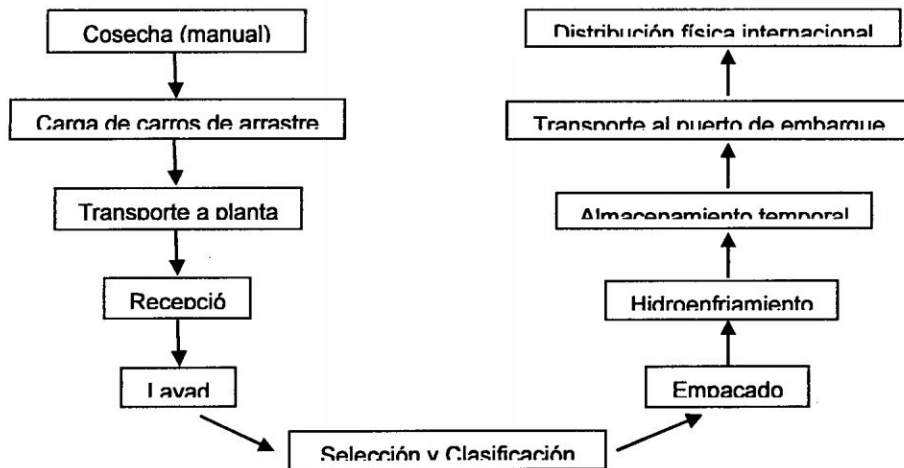 Cosecha (manual)
Carga de carros de arrastre
Transporte a planta
Recepció
Lavad
Selección y Clasificación
Empacado
Hidroenfriamiento
Almacenamiento temporal
Transporte al puerto de embarque
Distribución física internacional